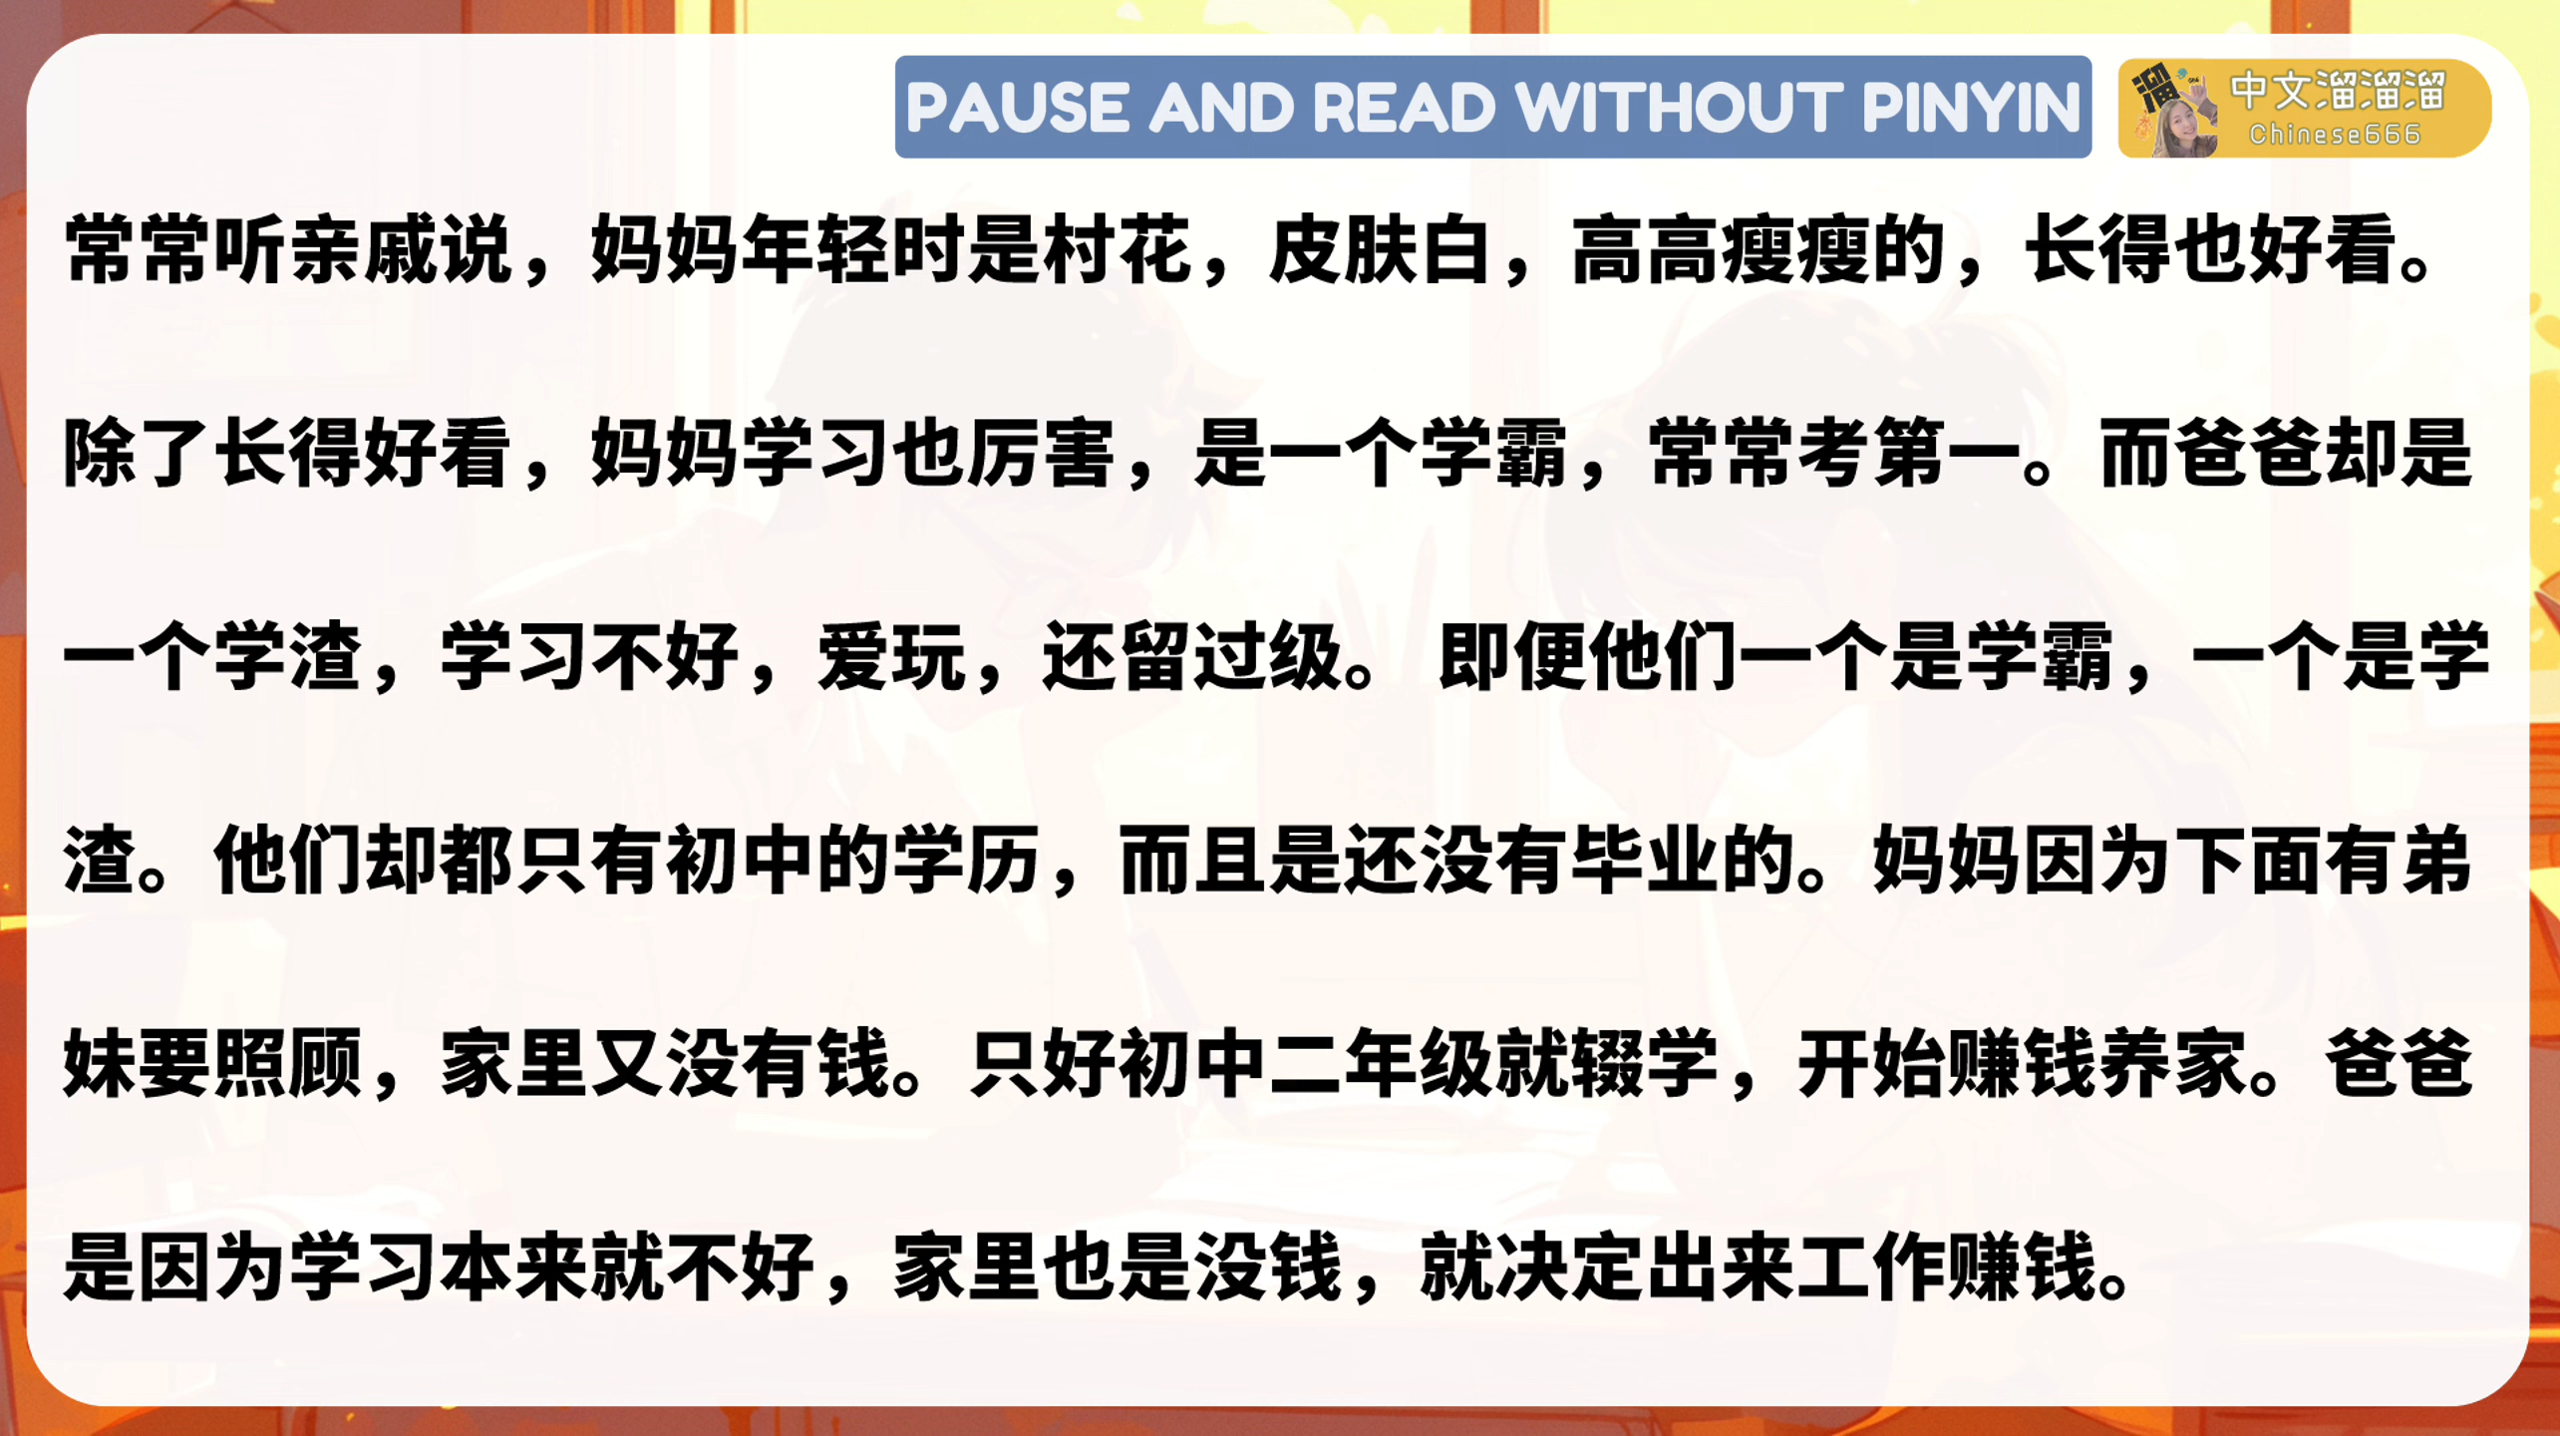 PAUSE AND READ WITHOUT PINYIN
中文溜溜溜
Chinese666
溜
常常听亲戚说，妈妈年轻时是村花，皮肤白，高高瘦瘦的，长得也好看。
除了长得好看，妈妈学习也厉害，是一个学霸，常常考第一。而爸爸却是
一个学渣，学习不好，爱玩，还留过级。 即便他们一个是学霸，一个是学
渣。他们却都只有初中的学历，而且是还没有毕业的。妈妈因为下面有弟
妹要照顾，家里又没有钱。只好初中二年级就辍学，开始赚钱养家。爸爸
是因为学习本来就不好，家里也是没钱，就决定出来工作赚钱。